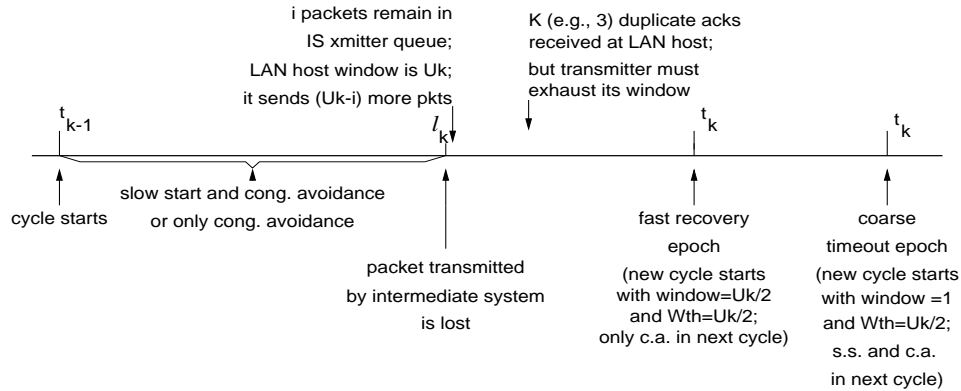 i packets remain in
IS xmitter queue;
LAN host window is Uk;
it sends (Uk-i) more pkts
K (e.g., 3) duplicate acks
received at LAN host;
but transmitter must
exhaust its window
t k-1
l k
t k
t k
slow start and cong. avoidance
or only cong. avoidance
cycle starts
packet transmitted
by intermediate system
is lost
fast recovery
epoch
(new cycle starts
with window=Uk/2
and Wth=Uk/2;
only c.a. in next cycle)
coarse
timeout epoch
(new cycle starts
with window =1
and Wth=Uk/2;
s.s. and c.a.
in next cycle)